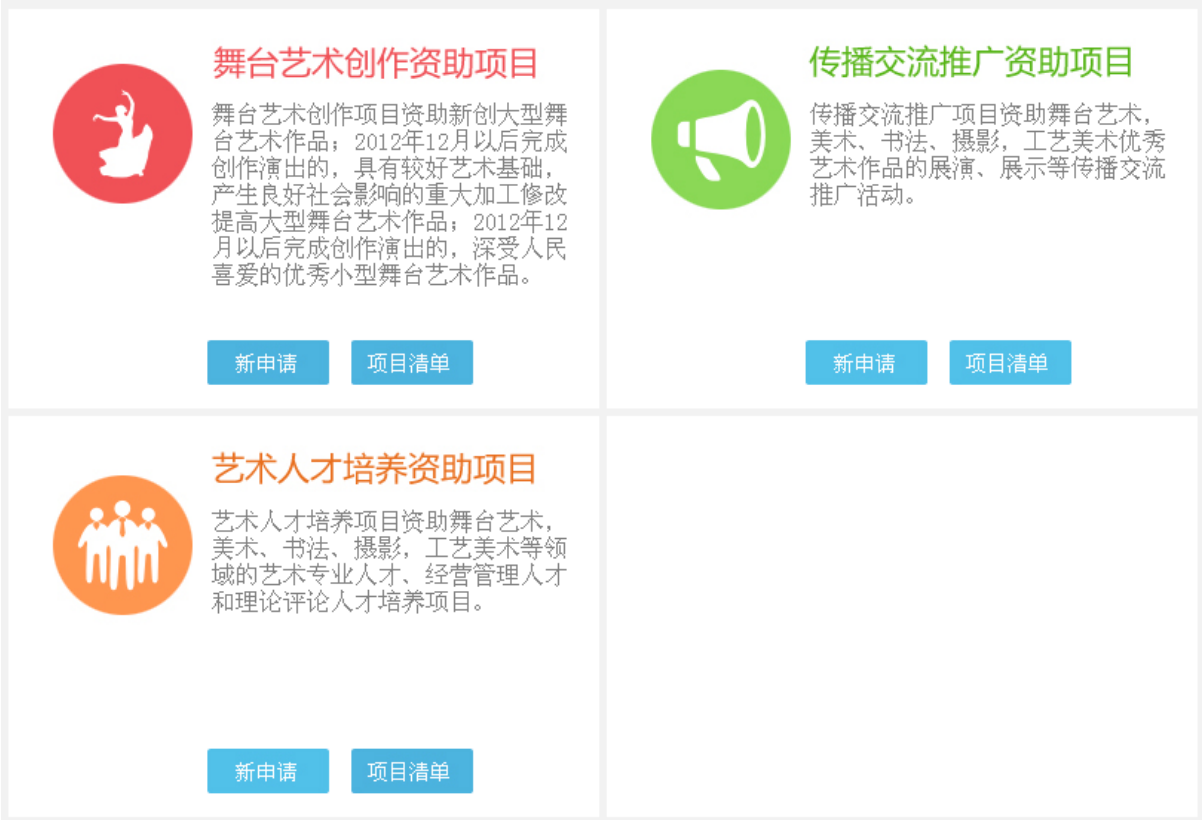 舞台艺术创作资助项目
舞台艺术创作项目资助新创大型舞
台艺术作品；2012年12月以后完成
创作演出的，具有较好艺术基础，
产生良好社会影响的重大加工修改
提高大型舞台艺术作品；2012年12
月以后完成创作演出的，深受人民
喜爱的优秀小型舞台艺术作品。
新申请
项目清单
传播交流推广资助项目
传播交流推广项目资助舞台艺术，
美术、书法、摄影，工艺美术优秀
艺术作品的展演、展示等传播交流
推广活动。
新申请
项目清单
艺术人才培养资助项目
艺术人才培养项目资助舞台艺术，
美术、书法、摄影，工艺美术等领
域的艺术专业人才、经营管理人才
和理论评论人才培养项目。
新申请
项目清单